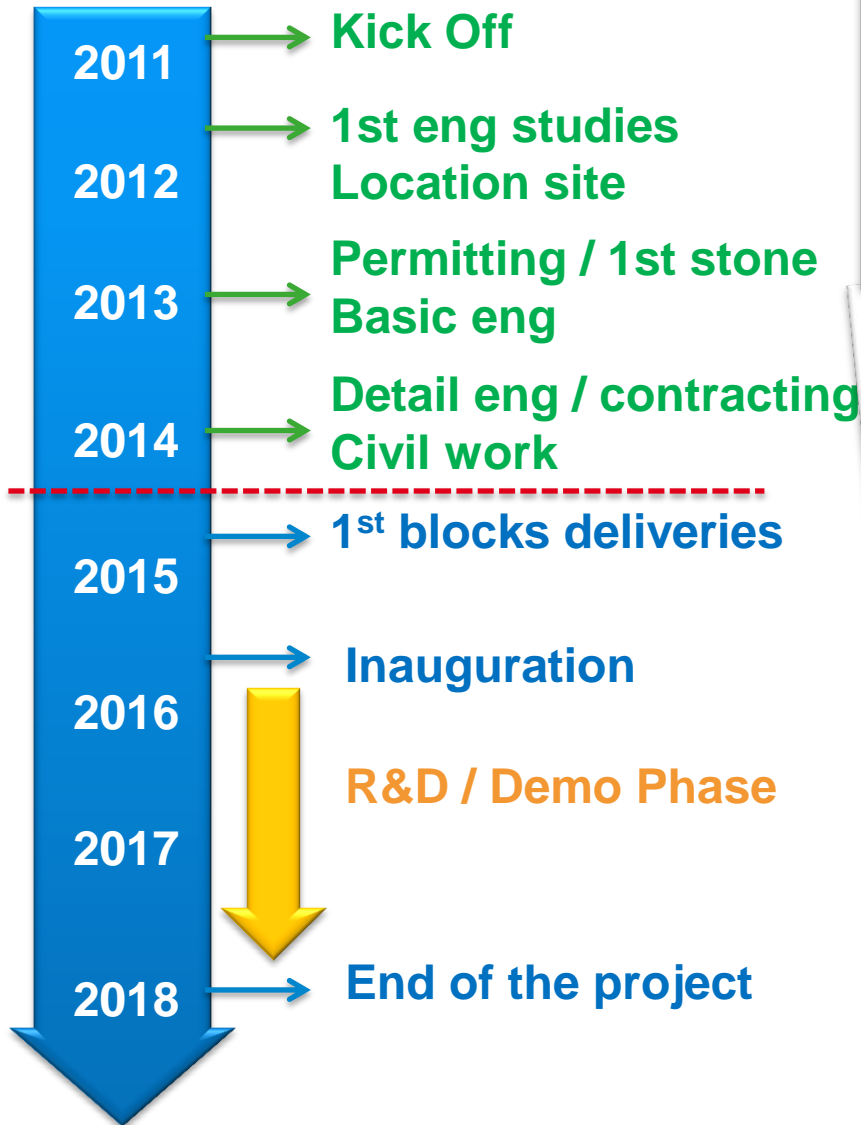 2011
Kick Off
1st eng studies
2012
Location site
Permitting / 1st stone
2013
Basic eng
Detail eng / contracting
2014
Civil work
1st blocks deliveries
2015
Inauguration
2016
R&D / Demo Phase
2017
2018
End of the project